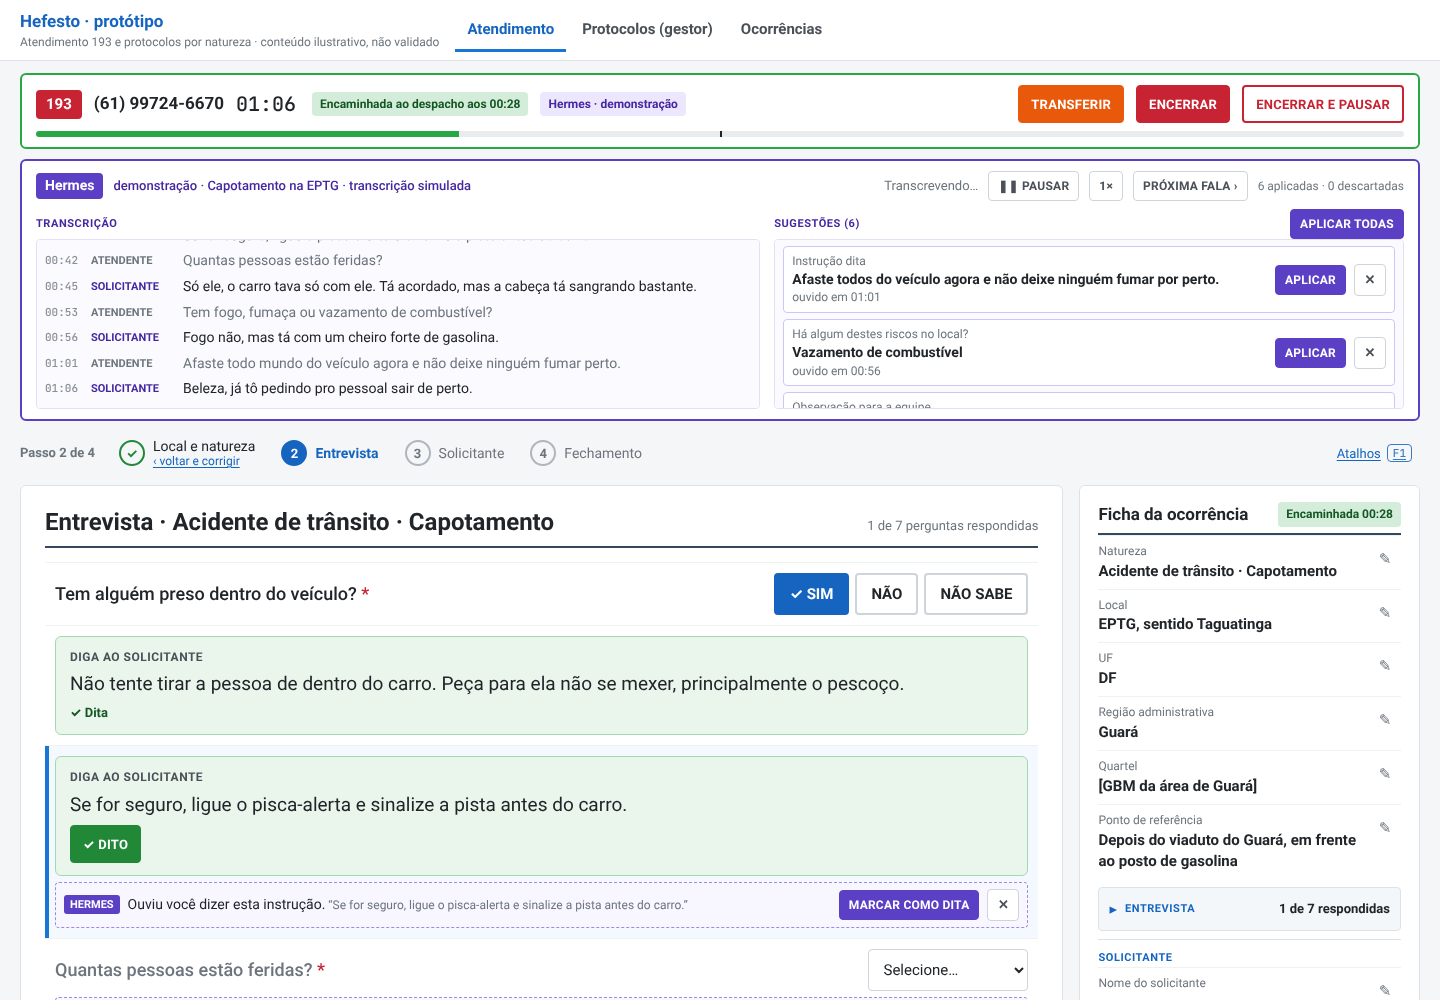 Hefesto · protótipo
Atendimento 193 e protocolos por natureza · conteúdo ilustrativo, não validado
Atendimento
Protocolos (gestor)
Ocorrências
193
(61) 99724-6670
01:06
Encaminhada ao despacho aos 00:28
Hermes · demonstração
TRANSFERIR
ENCERRAR
ENCERRAR E PAUSAR
Hermes
demonstração · Capotamento na EPTG · transcrição simulada
Transcrevendo...
❚❚ PAUSAR
1×
PRÓXIMA FALA ›
6 aplicadas · 0 descartadas
TRANSCRIÇÃO
00:42 ATENDENTE Quantas pessoas estão feridas?
00:45 SOLICITANTE Só ele, o carro tava só com ele. Tá acordado, mas a cabeça tá sangrando bastante.
00:53 ATENDENTE Tem fogo, fumaça ou vazamento de combustível?
00:56 SOLICITANTE Fogo não, mas tá com um cheiro forte de gasolina.
01:01 ATENDENTE Afaste todo mundo do veículo agora e não deixe ninguém fumar perto.
01:06 SOLICITANTE Beleza, já tô pedindo pro pessoal sair de perto.
SUGESTÕES (6)
APLICAR TODAS
Instrução dita
Afaste todos do veículo agora e não deixe ninguém fumar por perto.
ouvido em 01:01
APLICAR
✕
Há algum destes riscos no local?
Vazamento de combustível
ouvido em 00:56
APLICAR
✕
Observação para a equipe
Passo 2 de 4
✓
Local e natureza
‹ voltar e corrigir
2 Entrevista
3 Solicitante
4 Fechamento
Atalhos F1
Entrevista · Acidente de trânsito · Capotamento
1 de 7 perguntas respondidas
Tem alguém preso dentro do veículo? *
✓ SIM
NÃO
NÃO SABE
DIGA AO SOLICITANTE
Não tente tirar a pessoa de dentro do carro. Peça para ela não se mexer, principalmente o pescoço.
✓ Dita
DIGA AO SOLICITANTE
Se for seguro, ligue o pisca-alerta e sinalize a pista antes do carro.
✓ DITO
HERMES Ouviu você dizer esta instrução. “Se for seguro, ligue o pisca-alerta e sinalize a pista antes do carro.”
MARCAR COMO DITA
✕
Quantas pessoas estão feridas? *
Selecione...
Ficha da ocorrência
Encaminhada 00:28
Natureza
Acidente de trânsito · Capotamento
✎
Local
EPTG, sentido Taguatinga
✎
UF
DF
✎
Região administrativa
Guará
✎
Quartel
[GBM da área de Guará]
✎
Ponto de referência
Depois do viaduto do Guará, em frente
ao posto de gasolina
✎
▸ ENTREVISTA
1 de 7 respondidas
SOLICITANTE
Nome do solicitante
✎